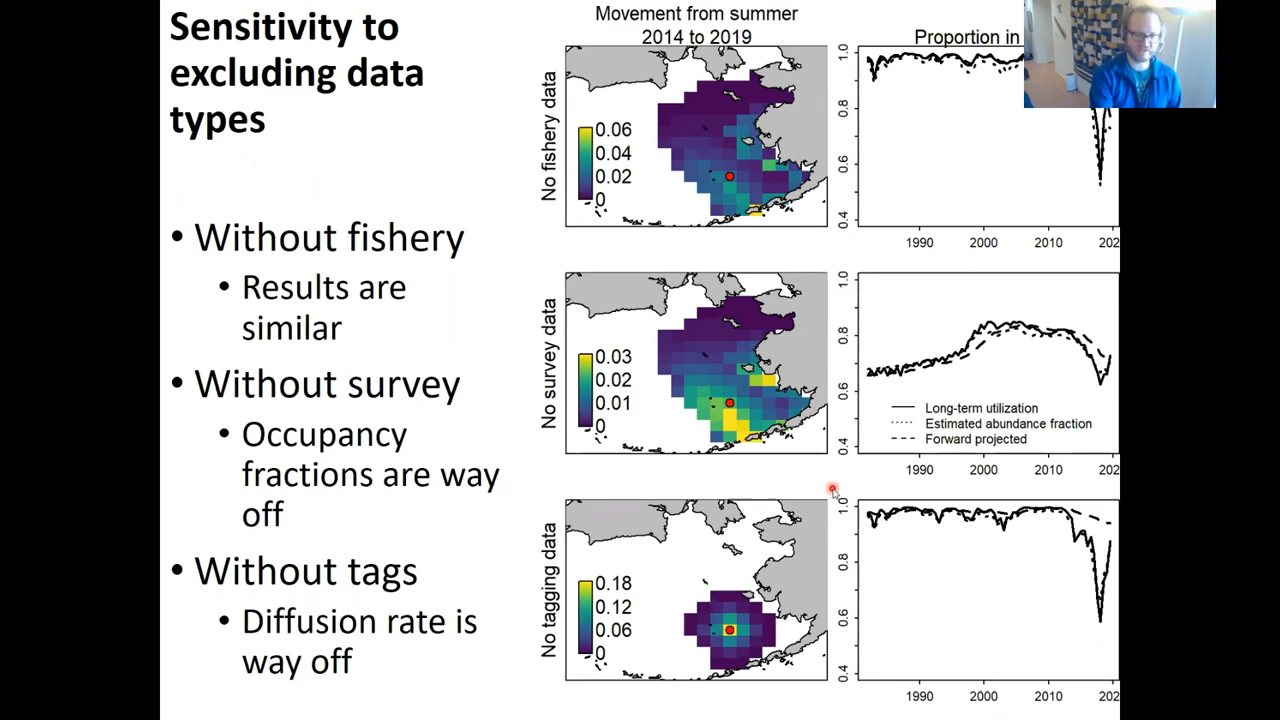 Sensitivity to
excluding data
types
• Without fishery
• Results are
similar
• Without survey
• Occupancy
fractions are way
off
• Without tags
• Diffusion rate is
way off
Movement from summer
2014 to 2019
Proportion in
No fishery data
0.06
0.04
0.02
0
1.0
0.8
0.6
0.4
1990
2000
2010
202
No survey data
0.03
0.02
0.01
0
1.0
0.8
0.6
0.4
Long-term utilization
Estimated abundance fraction
Forward projected
1990
2000
2010
202
No tagging data
0.18
0.12
0.06
0
1.0
0.8
0.6
0.4
1990
2000
2010
202